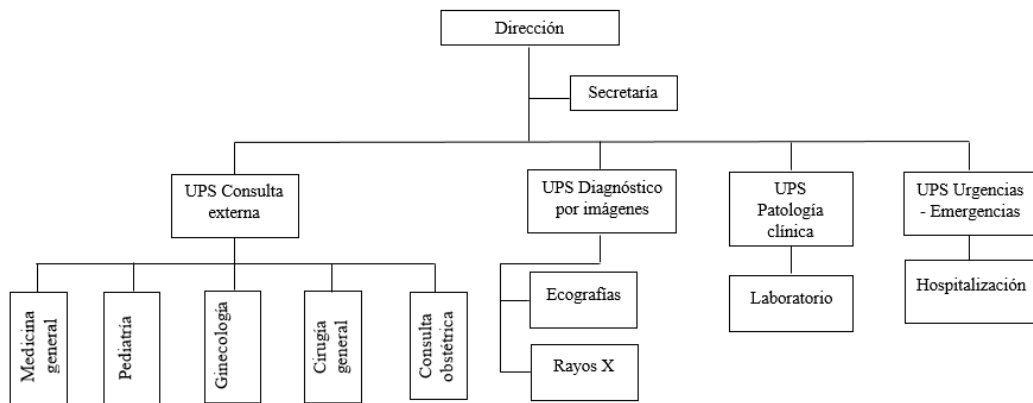 Dirección
Secretaría
UPS Consulta
externa
UPS Diagnóstico
por imágenes
UPS
Patología
clínica
UPS Urgencias
- Emergencias
Medicina
general
Pediatría
Ginecología
Cirugía
general
Consulta
obstétrica
Ecografías
Rayos X
Laboratorio
Hospitalización